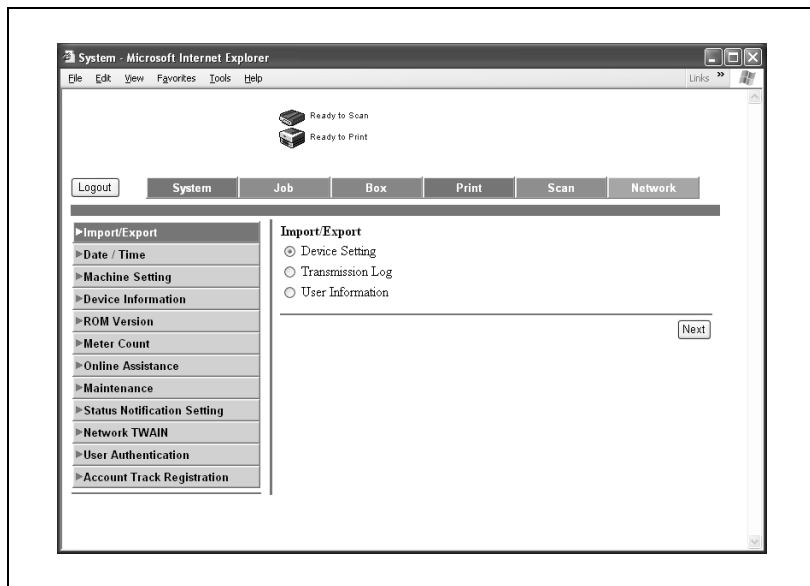 System - Microsoft Internet Explorer
File Edit View Favorites Tools Help Links »
Ready to Scan
Ready to Print
Logout System Job Box Print Scan Network
Import/Export
Date / Time
Machine Setting
Device Information
ROM Version
Meter Count
Online Assistance
Maintenance
Status Notification Setting
Network TWAIN
User Authentication
Account Track Registration
Import/Export
Device Setting
Transmission Log
User Information
Next